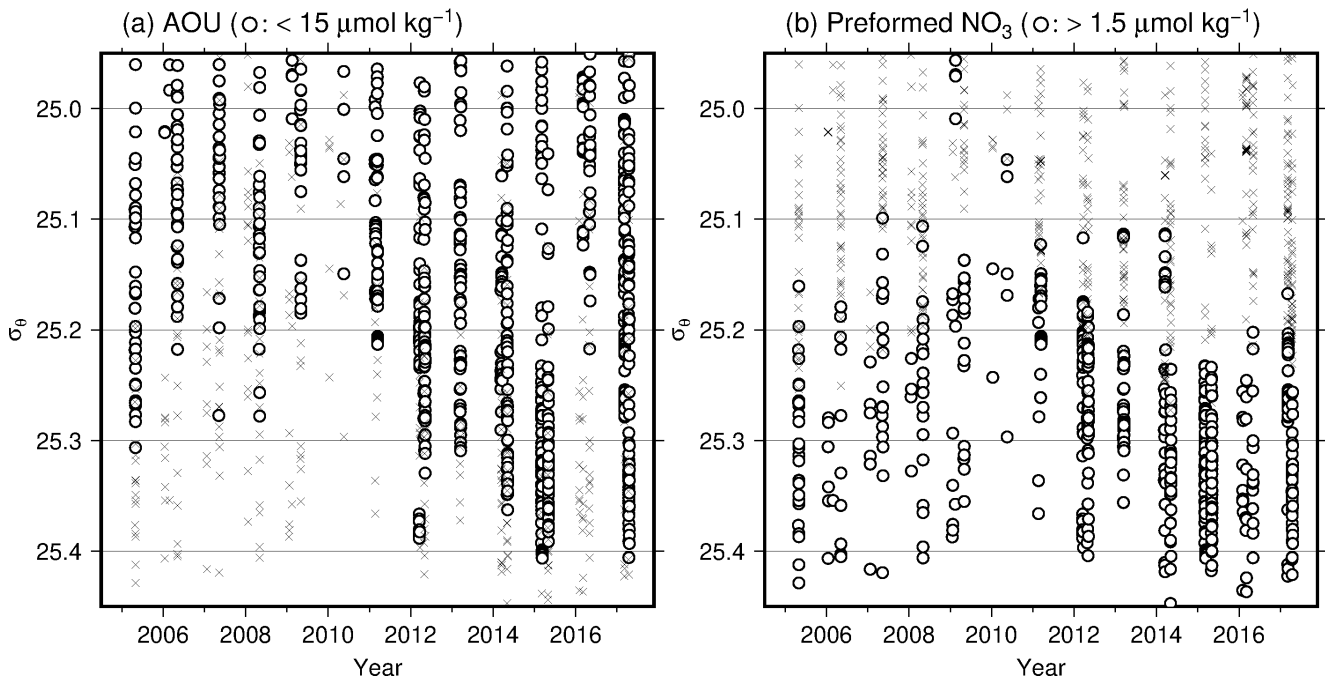 (a) AOU (○: < 15 μmol kg⁻¹)
25.0
25.1
25.2
25.3
25.4
σθ
2006 2008 2010 2012 2014 2016
Year
(b) Preformed NO₃ (○: > 1.5 μmol kg⁻¹)
25.0
25.1
25.2
25.3
25.4
σθ
2006 2008 2010 2012 2014 2016
Year